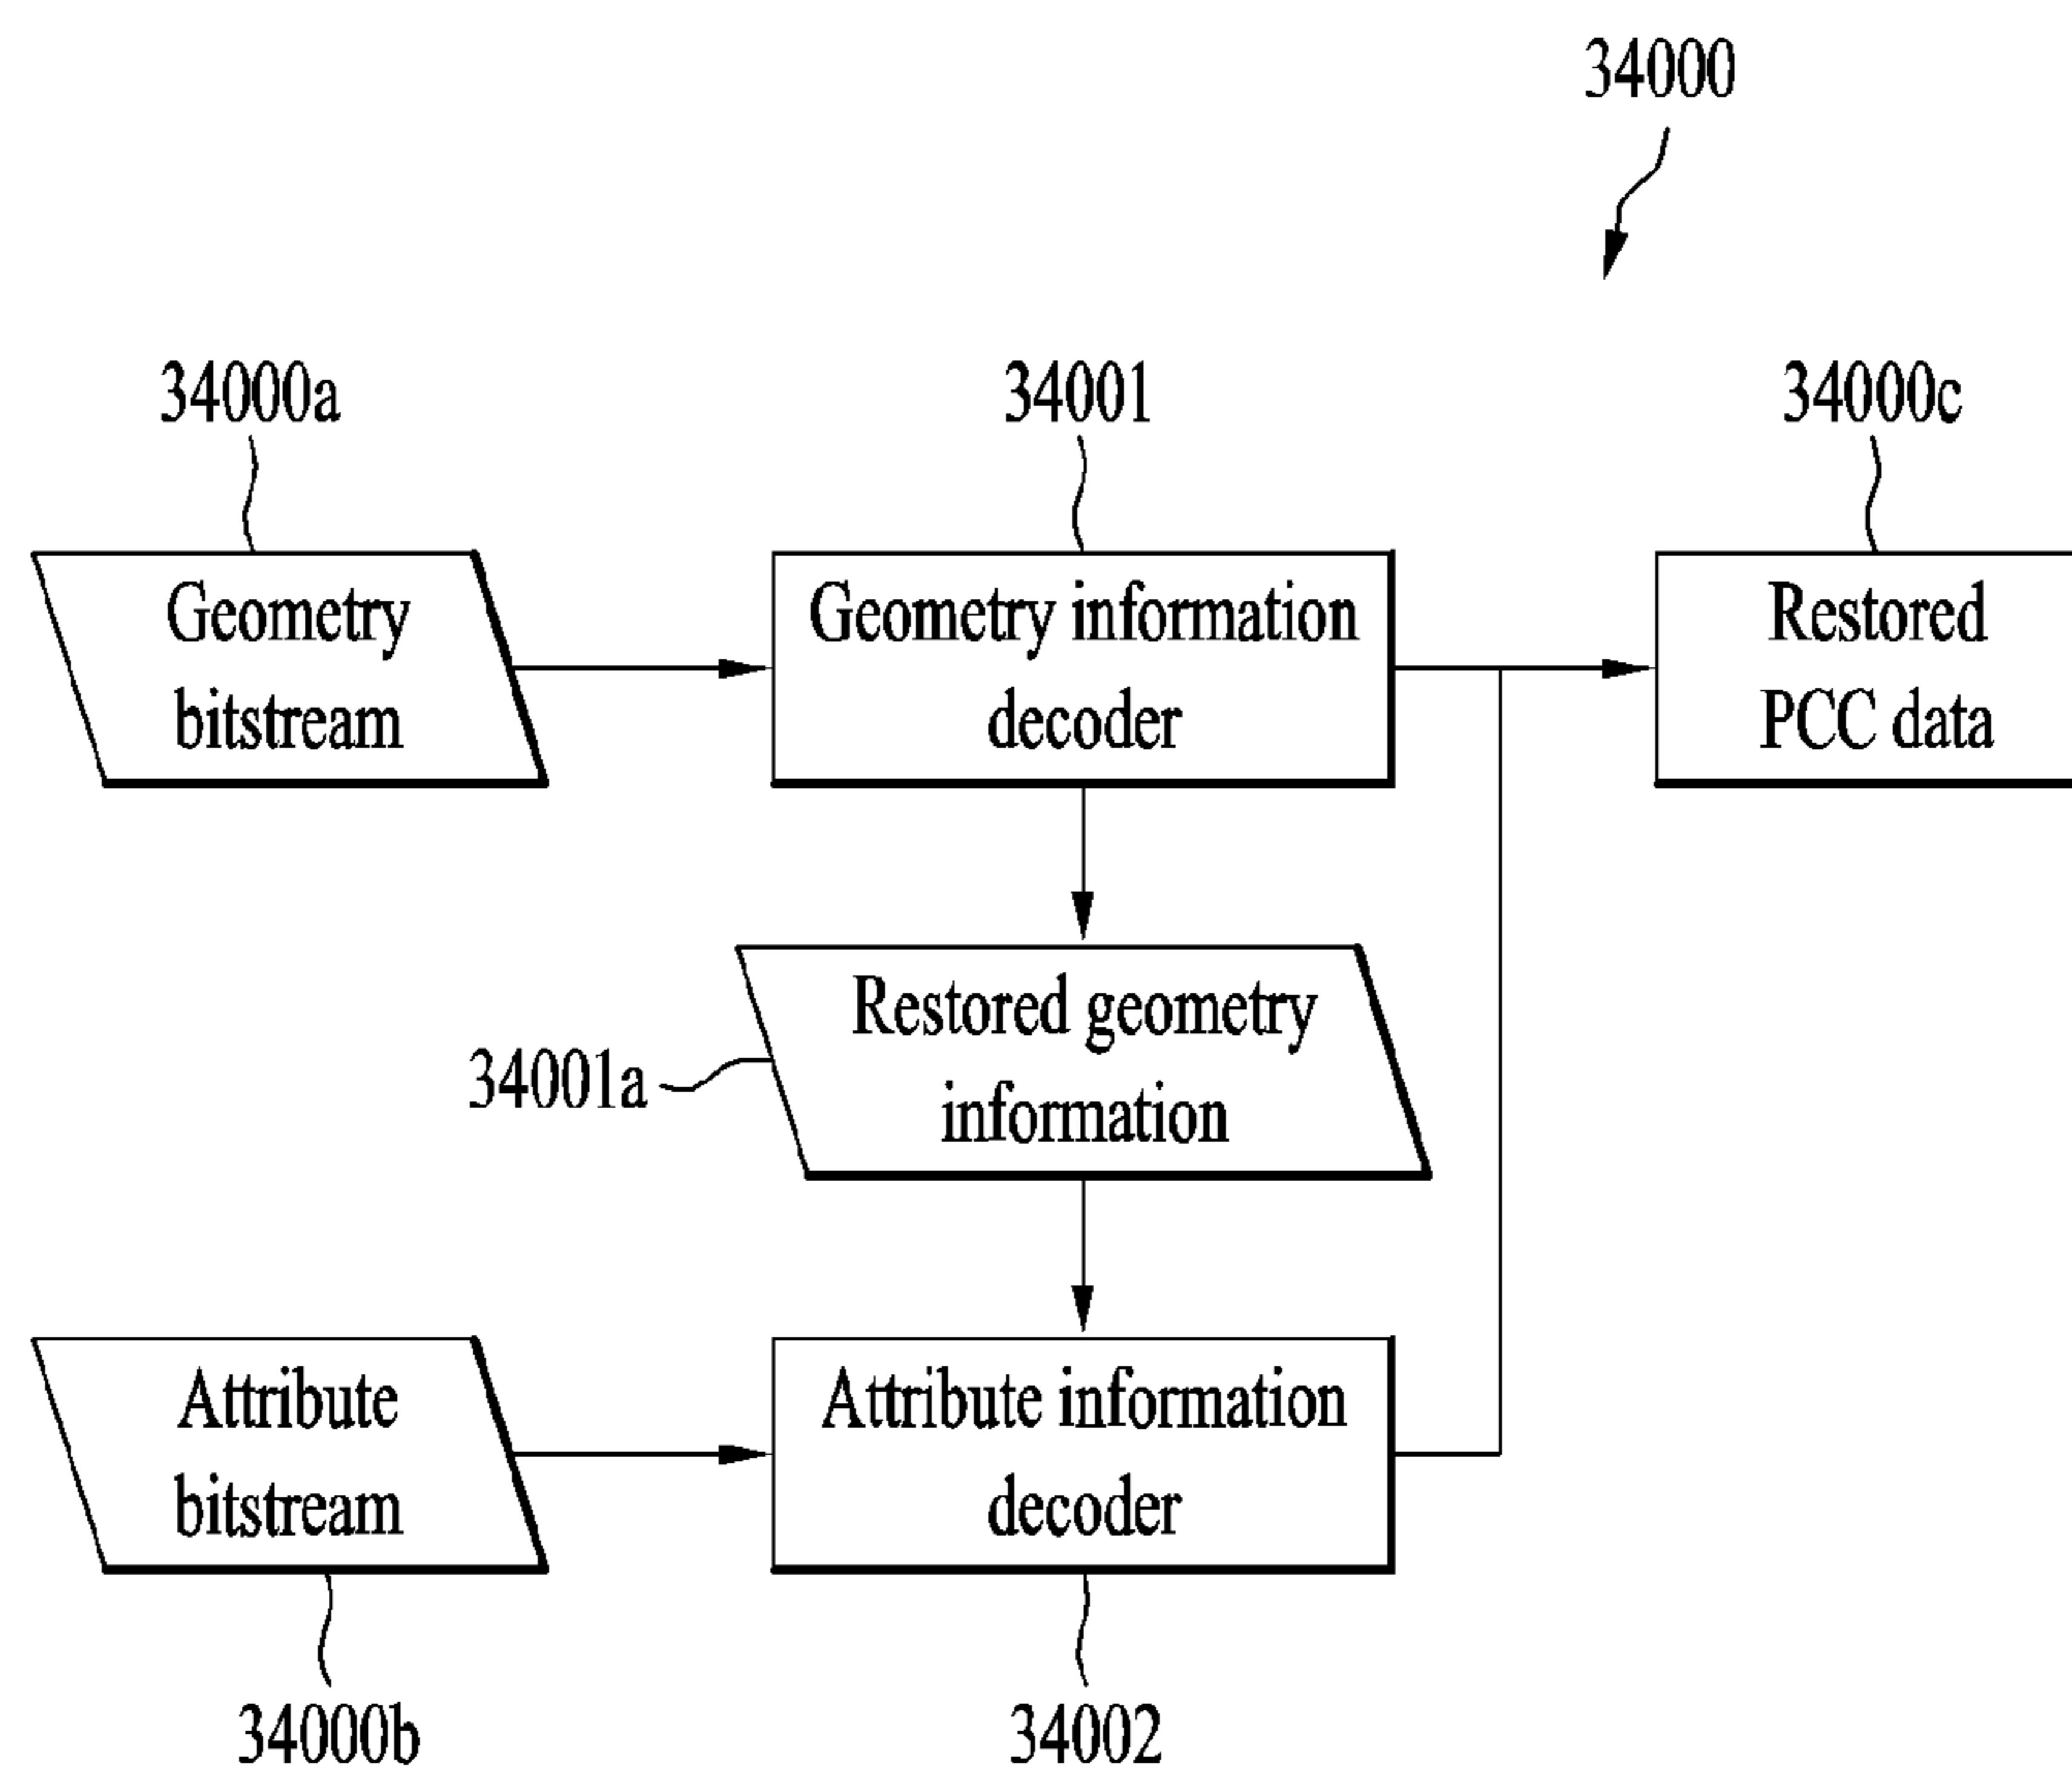 34000
34000a
34001
34000c
Geometry
bitstream
Geometry information
decoder
Restored
PCC data
Restored geometry
information
34001a
Attribute
bitstream
Attribute information
decoder
34000b
34002